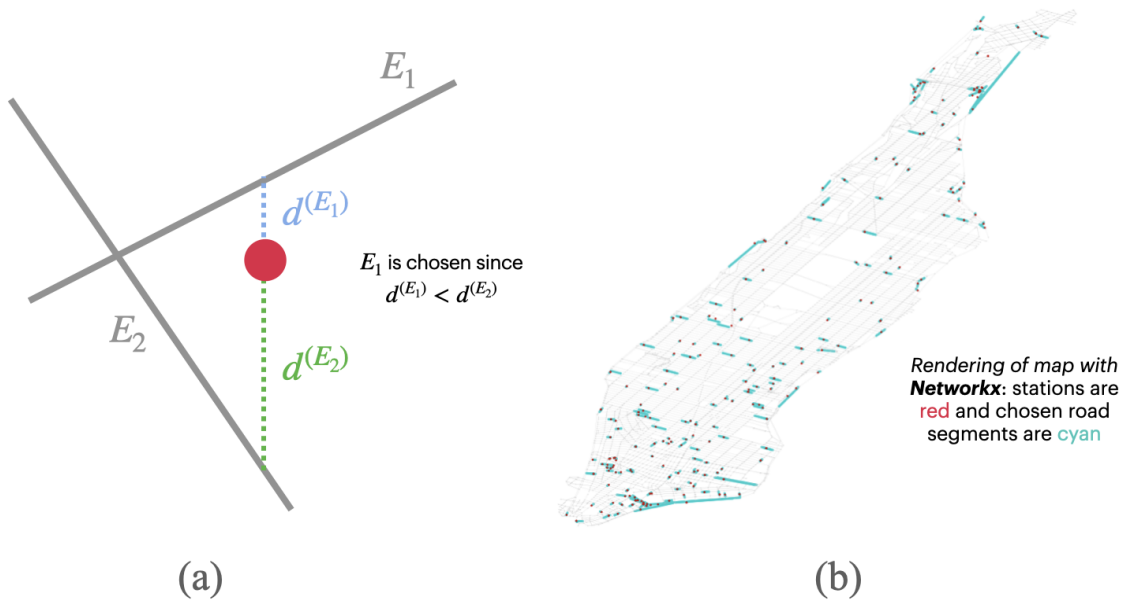 E₁
d⁽ᴱ¹⁾
E₁ is chosen since
d⁽ᴱ¹⁾ < d⁽ᴱ²⁾
E₂
d⁽ᴱ²⁾
(a)
Rendering of map with
Networkx: stations are
red and chosen road
segments are cyan
(b)